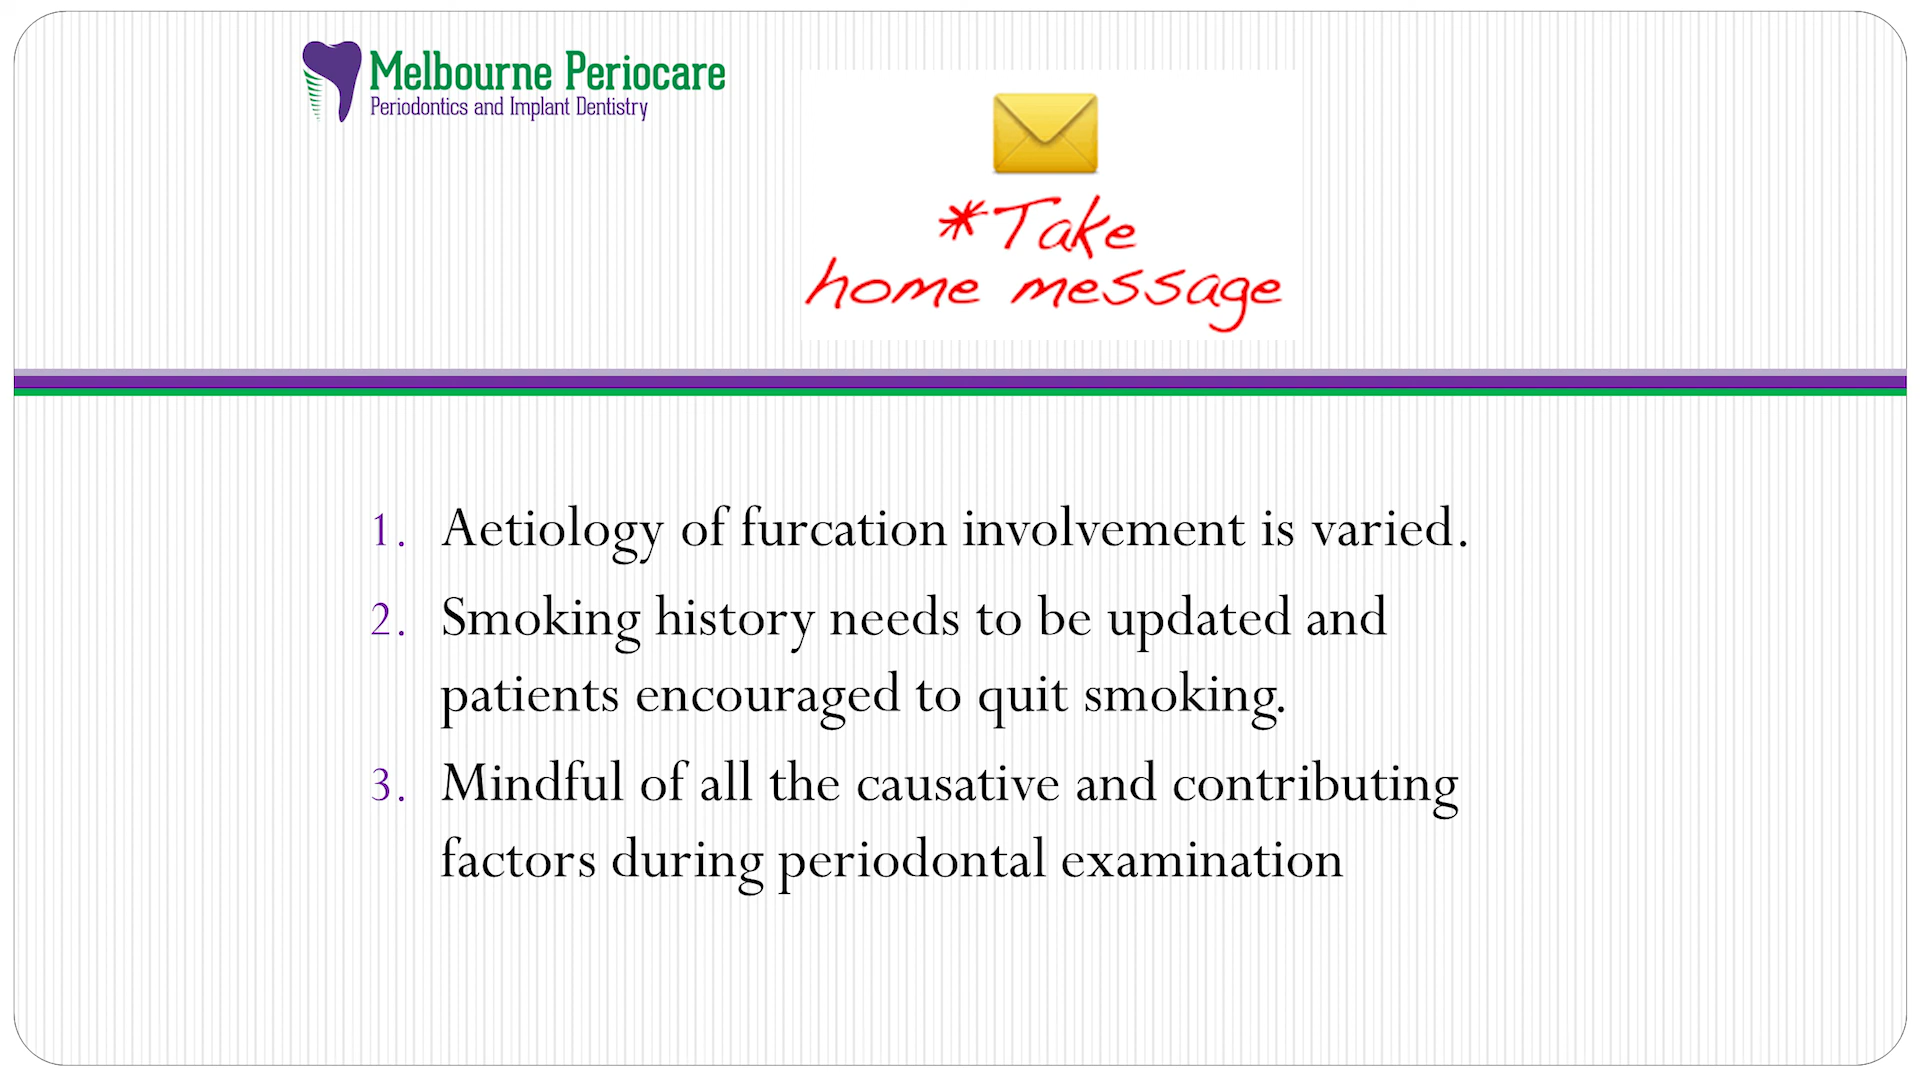 Melbourne Periocare
Periodontics and Implant Dentistry
*Take
home message
1. Aetiology of furcation involvement is varied.
2. Smoking history needs to be updated and
patients encouraged to quit smoking.
3. Mindful of all the causative and contributing
factors during periodontal examination